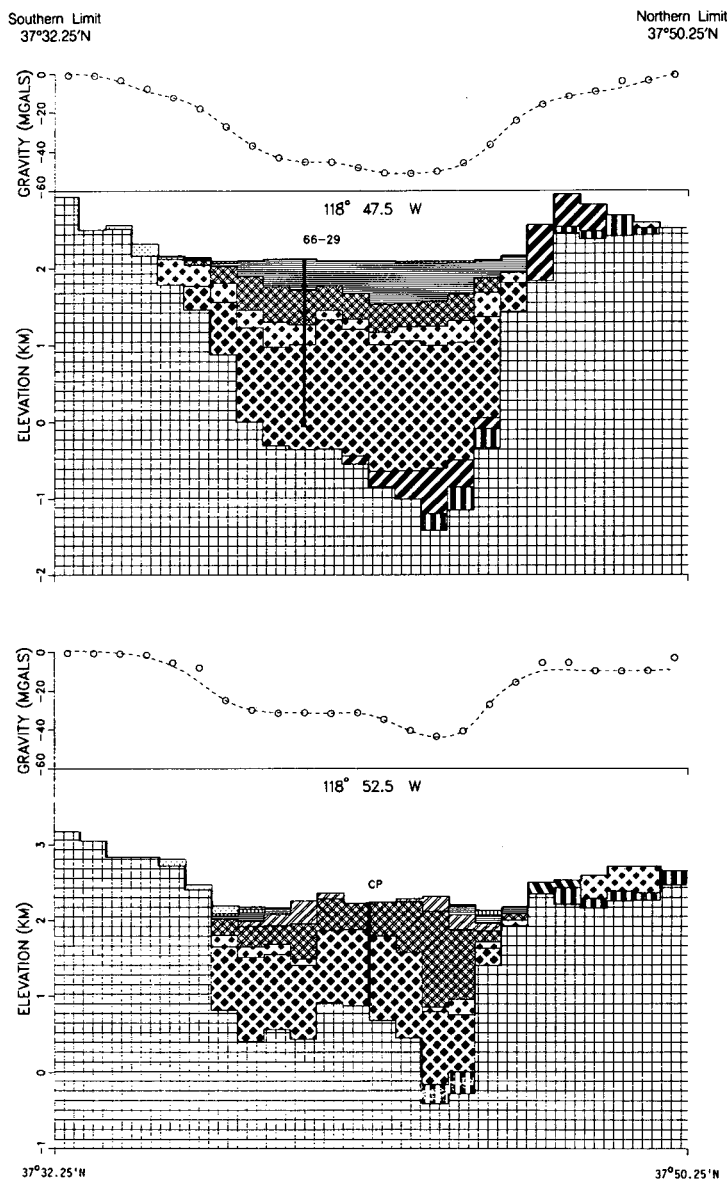 Southern Limit
37°32.25'N
Northern Limit
37°50.25'N
GRAVITY (MGALS)
0
-20
-40
-60
118° 47.5 W
66-29
ELEVATION (KM)
2
1
0
-1
-2
GRAVITY (MGALS)
0
-20
-40
-60
118° 52.5 W
CP
ELEVATION (KM)
3
2
1
0
-1
37°32.25'N
37°50.25'N